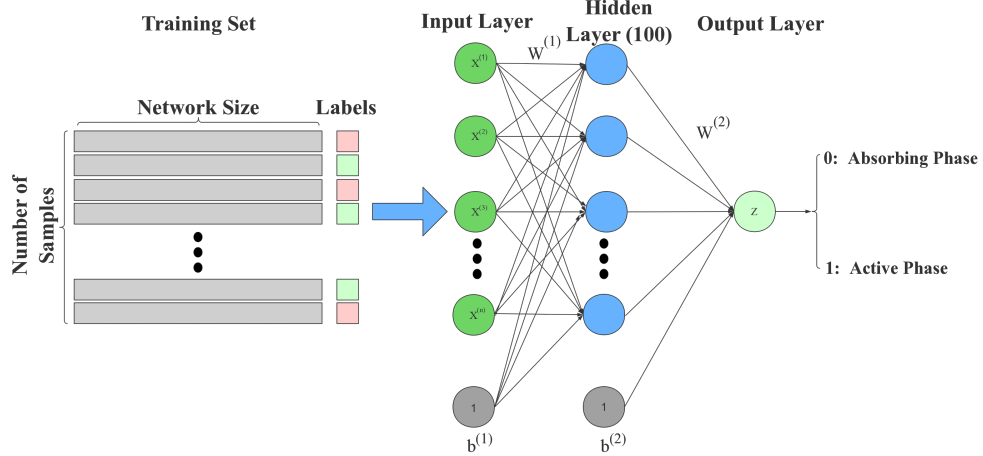 Training Set
Network Size
Labels
Number of
Samples
Input Layer
Hidden
Layer (100)
Output Layer
W(1)
W(2)
X(1)
X(2)
X(3)
X(n)
1
b(1)
1
b(2)
Z
0: Absorbing Phase
1: Active Phase